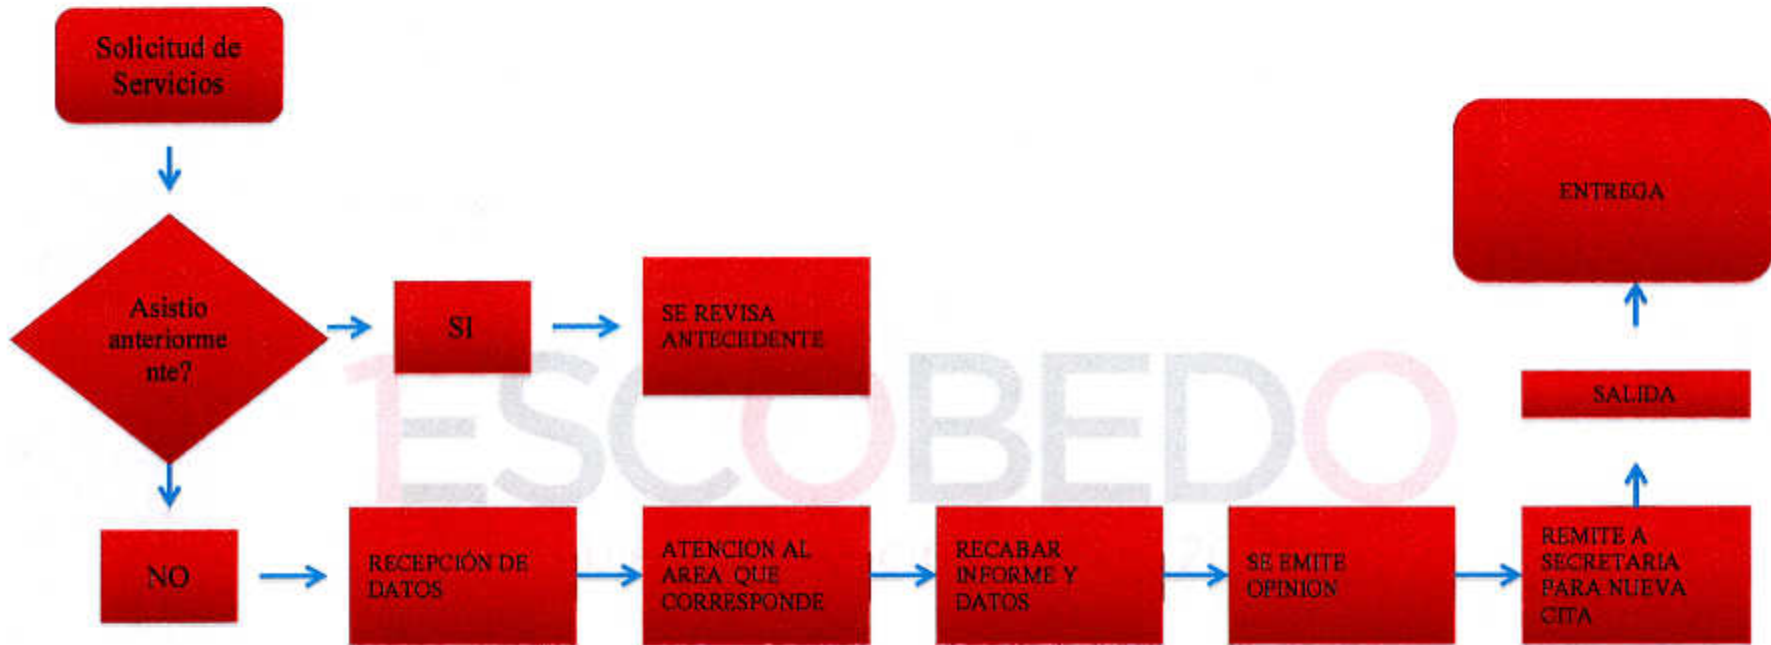 Solicitud de
Servicios
ENTREGA
Asistio
anteriorme
nte?
SI
SE REVISA
ANTECEDENTE
SALIDA
ESCOBEDO
NO
RECEPCIÓN DE
DATOS
ATENCION AL
AREA QUE
CORRESPONDE
RECABAR
INFORME Y
DATOS
SE EMITE
OPINION
REMITE A
SECRETARIA
PARA NUEVA
CITA